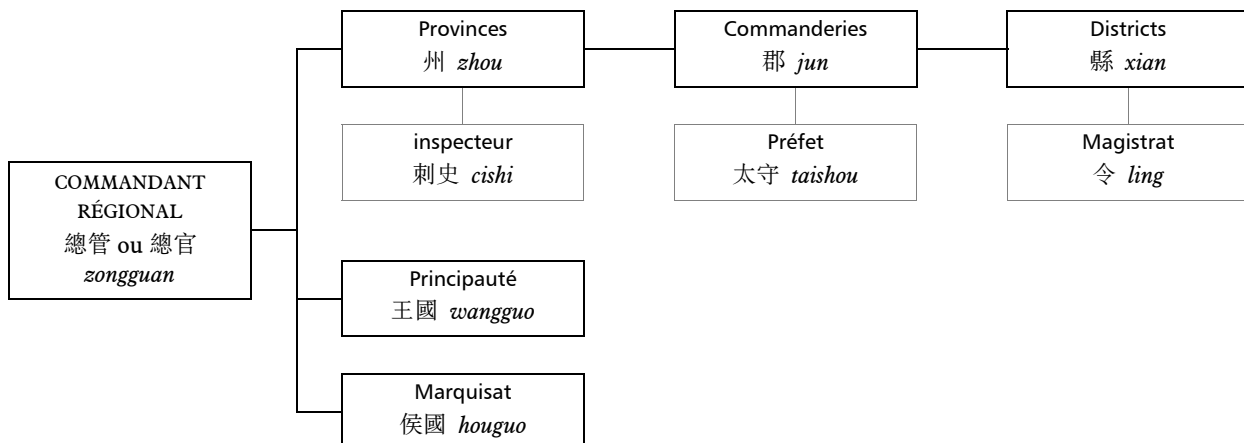 Provinces
州 zhou
Commanderies
郡 jun
Districts
縣 xian
inspecteur
刺史 cishi
Préfet
太守 taishou
Magistrat
令 ling
COMMANDANT
RÉGIONAL
總管 ou 總官
zongguan
Principauté
王國 wangguo
Marquisat
侯國 houguo